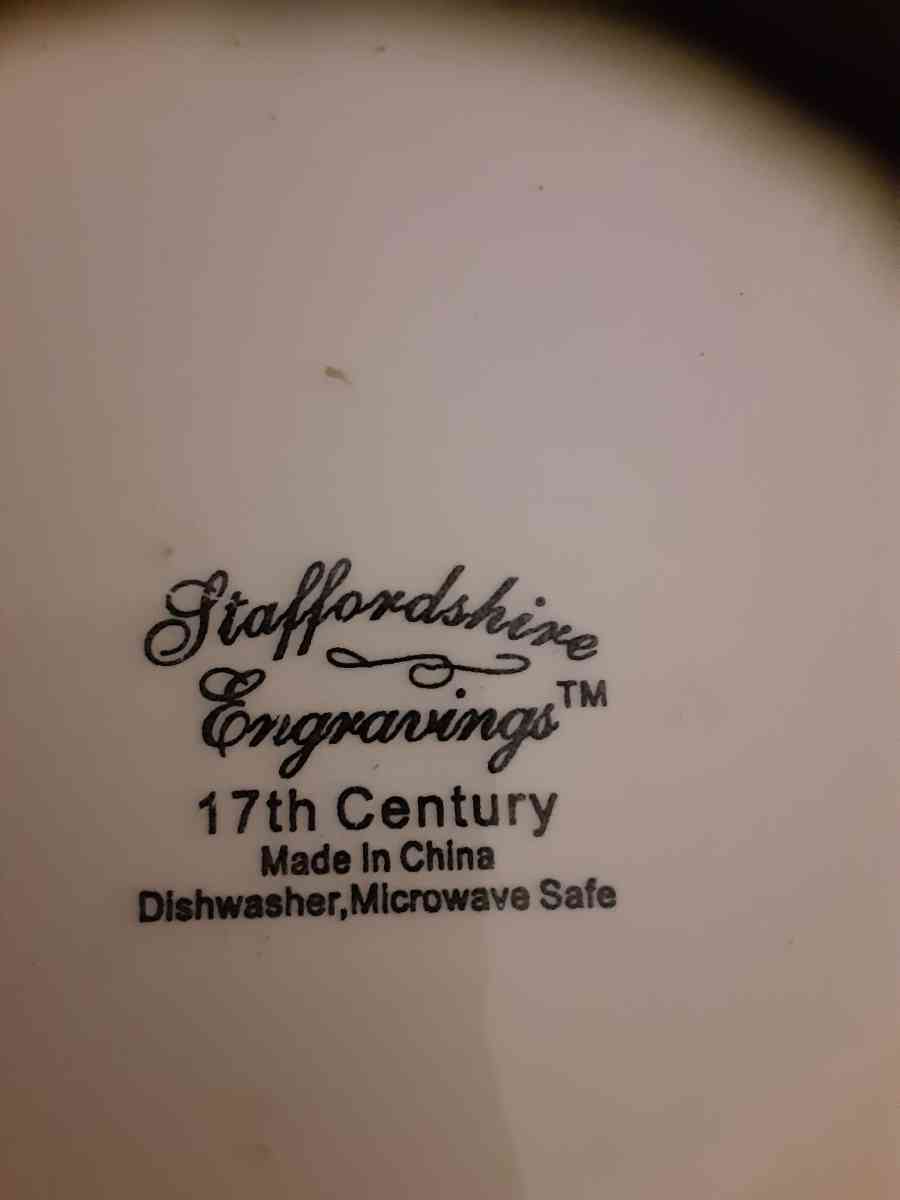 Staffordshire
Engravings™
17th Century
Made In China
Dishwasher,Microwave Safe